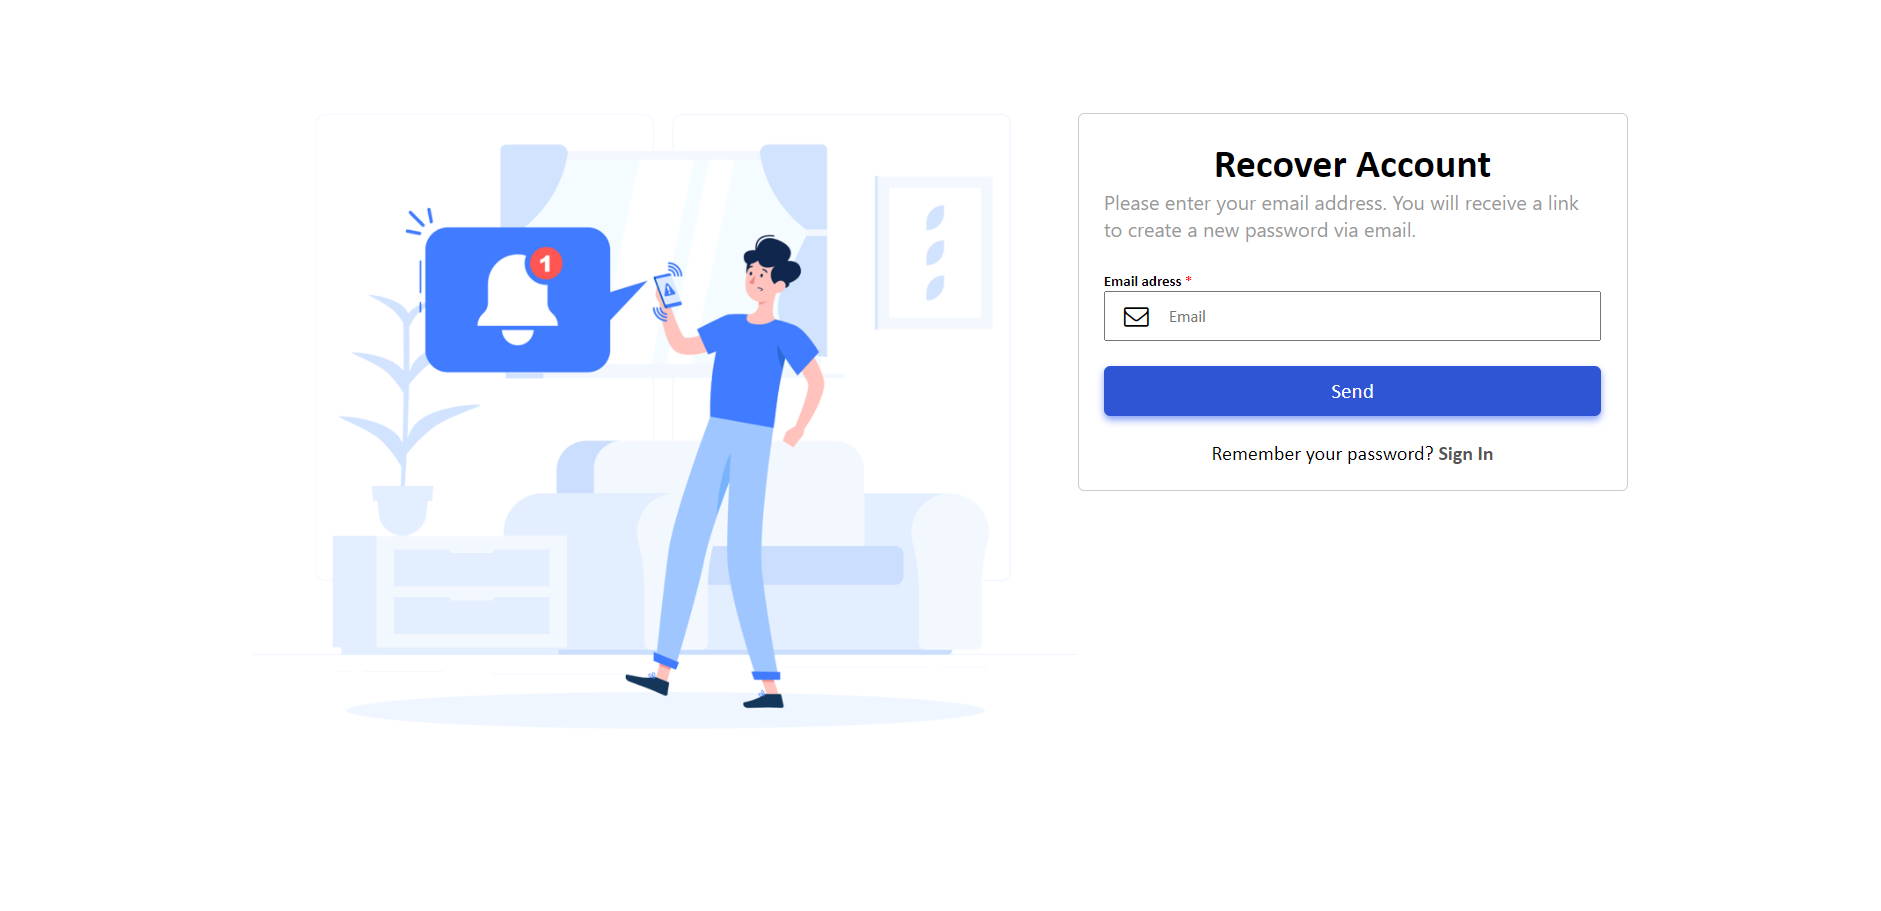 1
Recover Account
Please enter your email address. You will receive a link
to create a new password via email.
Email adress *
Email
Send
Remember your password? Sign In